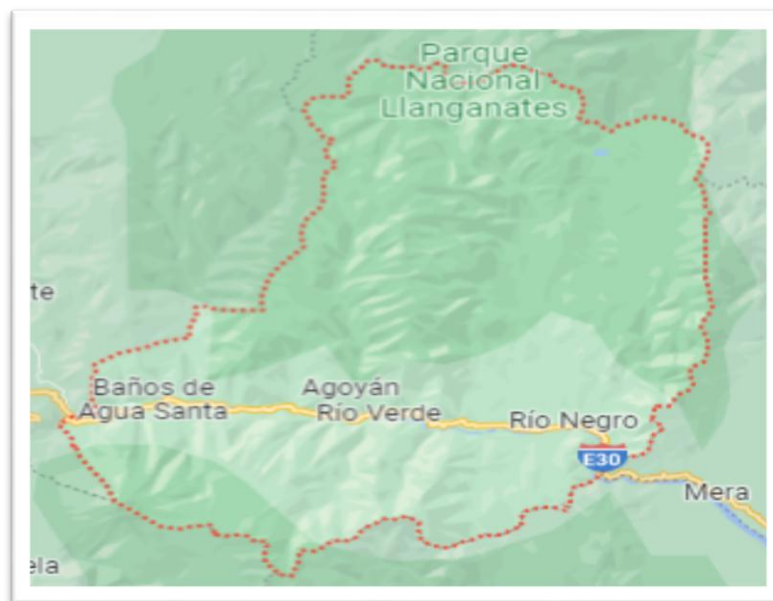 Parque
Nacional
Llanganates
te
Baños de
Agua Santa
Agoyán
Río Verde
Río Negro
E30
Mera
ela